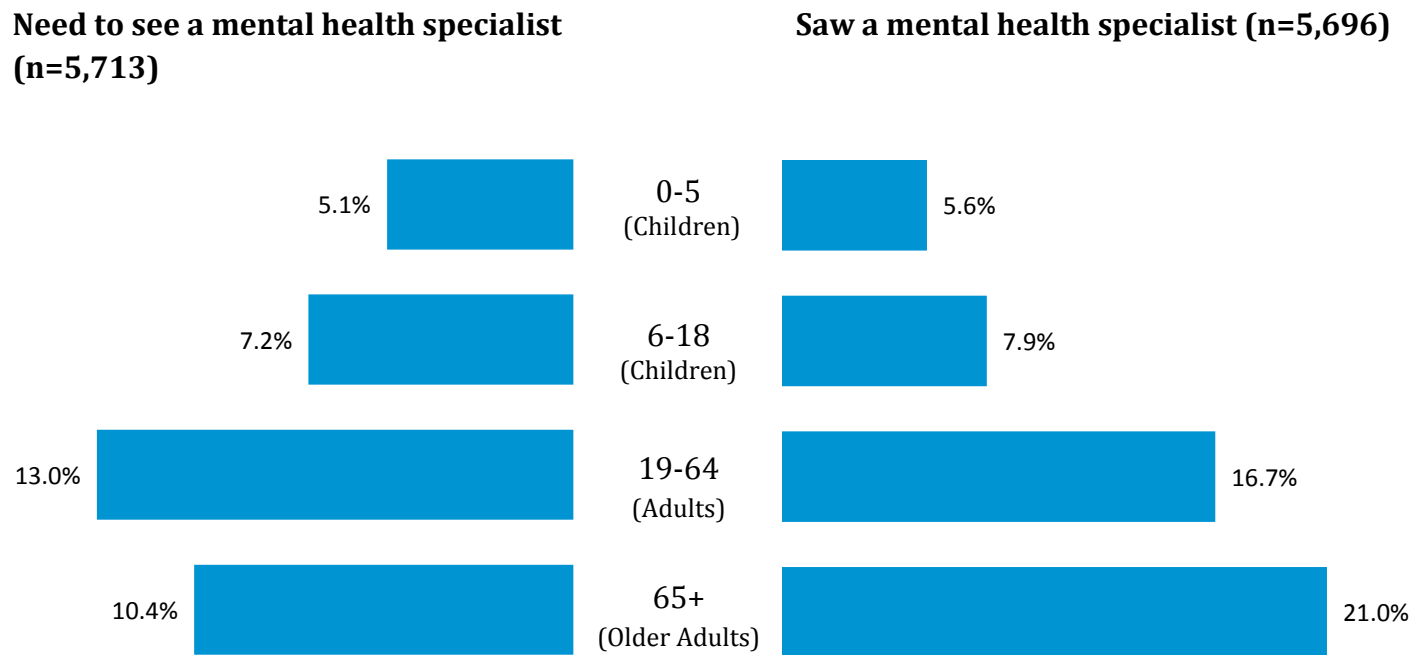 Need to see a mental health specialist
(n=5,713)
Saw a mental health specialist (n=5,696)
5.1%
0-5
(Children)
5.6%
7.2%
6-18
(Children)
7.9%
13.0%
19-64
(Adults)
16.7%
10.4%
65+
(Older Adults)
21.0%